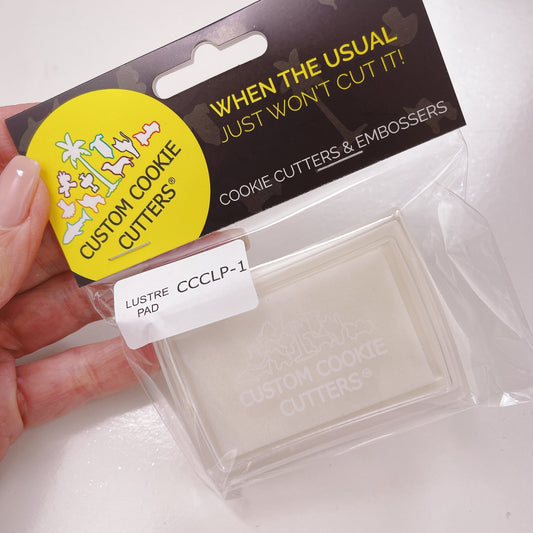 WHEN THE USUAL
JUST WON'T CUT IT!
COOKIE CUTTERS & EMBOSSERS
CUSTOM COOKIE
CUTTERS®
LUSTRE CCCLP-1
PAD
CUSTOM COOKIE
CUTTERS®